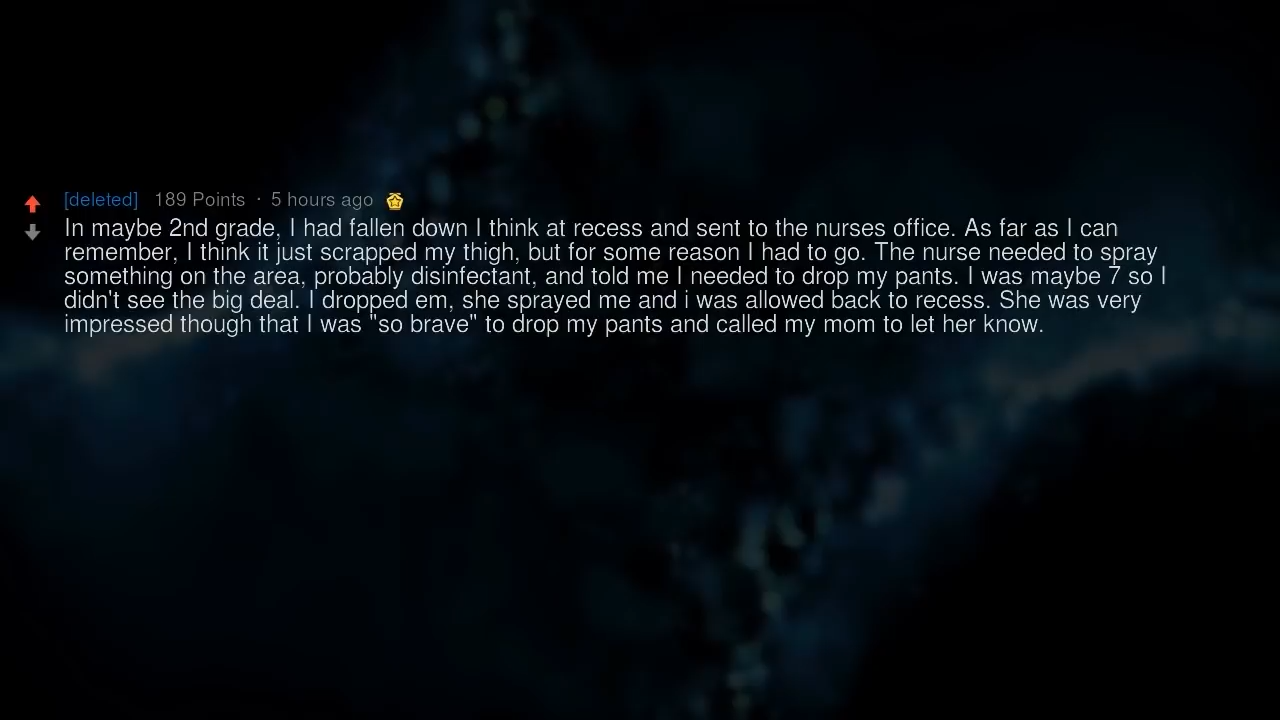 [deleted] 189 Points · 5 hours ago
In maybe 2nd grade, I had fallen down I think at recess and sent to the nurses office. As far as I can
remember, I think it just scrapped my thigh, but for some reason I had to go. The nurse needed to spray
something on the area, probably disinfectant, and told me I needed to drop my pants. I was maybe 7 so I
didn't see the big deal. I dropped em, she sprayed me and i was allowed back to recess. She was very
impressed though that I was "so brave" to drop my pants and called my mom to let her know.